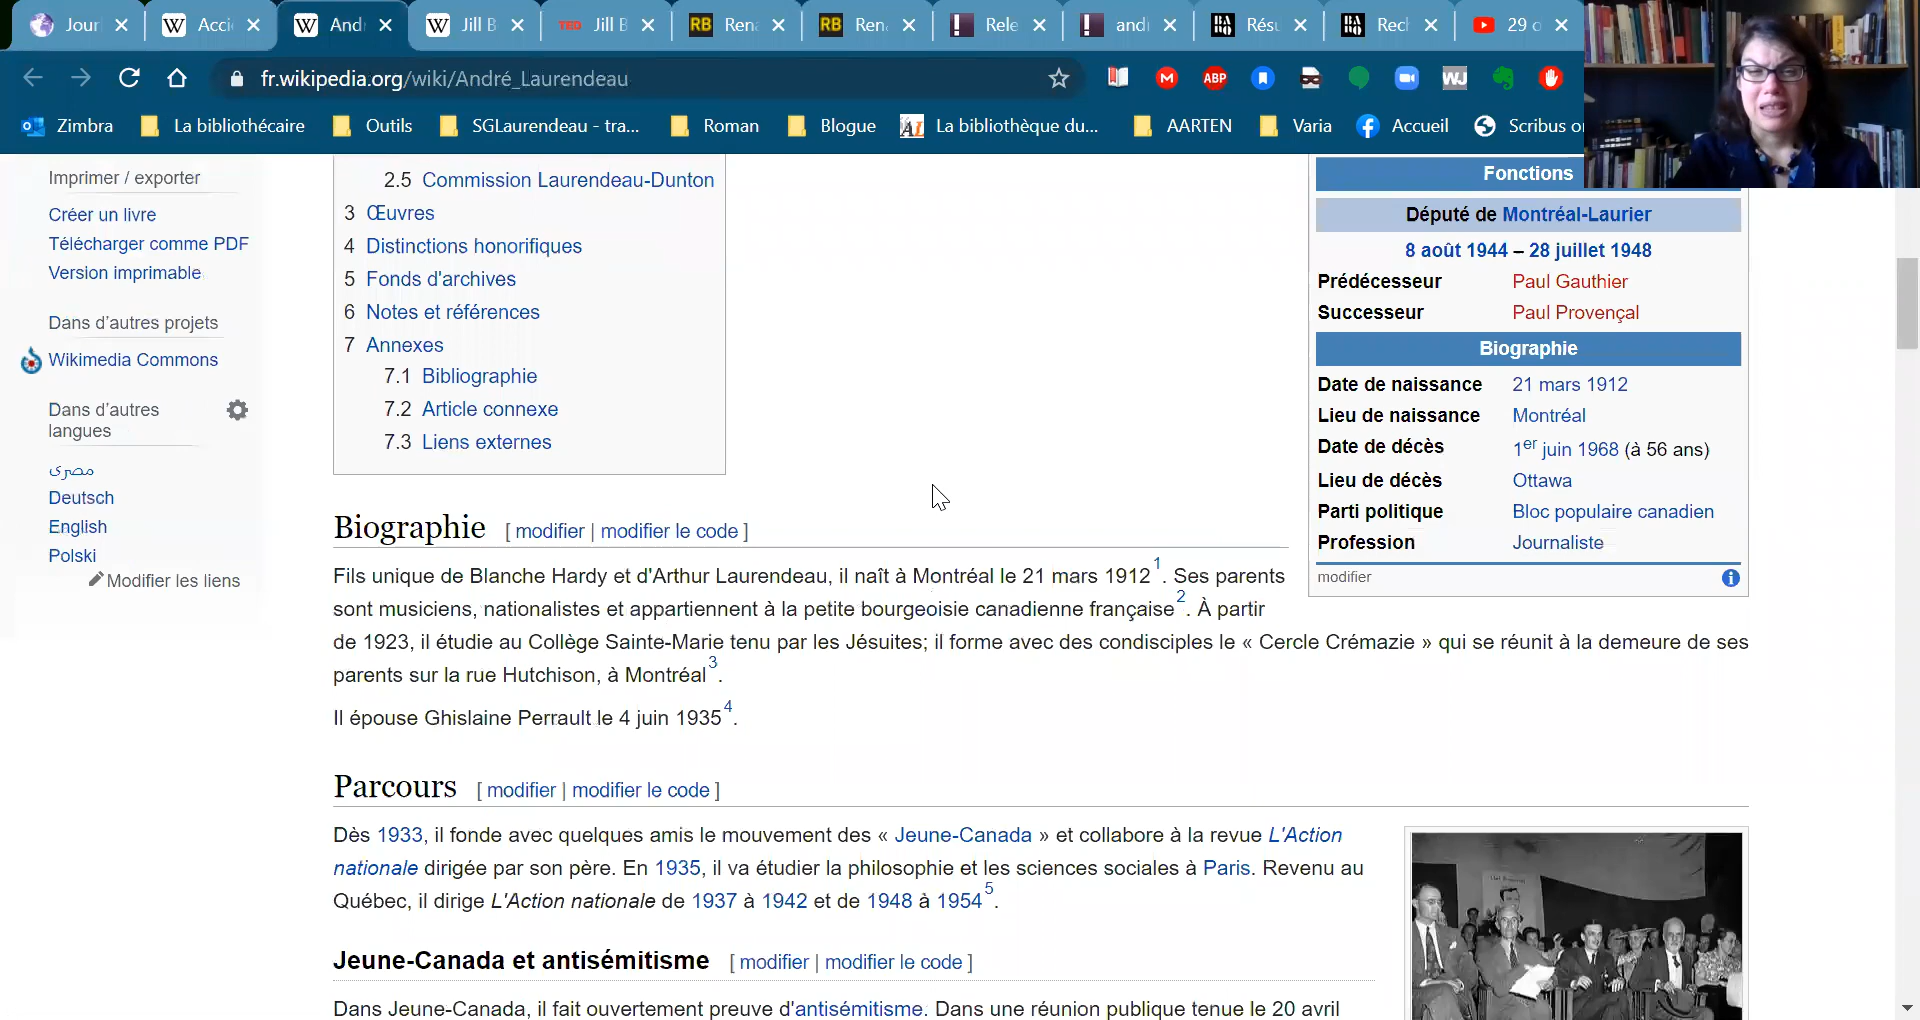 Jour
Acci
And
Jill B
TED
Jill B
RB
Rena
RB
Ren
Rele
and
Résu
Rech
29 o
fr.wikipedia.org/wiki/André_Laurendeau
ABP
WJ
Zimbra
La bibliothécaire
Outils
SGLaurendeau - tra...
Roman
Blogue
La bibliothèque du...
AARTEN
Varia
Accueil
Scribus o
Imprimer / exporter
Créer un livre
Télécharger comme PDF
Version imprimable
Dans d'autres projets
Wikimedia Commons
Dans d'autres
langues
مصرى
Deutsch
English
Polski
Modifier les liens
2.5 Commission Laurendeau-Dunton
3 Œuvres
4 Distinctions honorifiques
5 Fonds d'archives
6 Notes et références
7 Annexes
7.1 Bibliographie
7.2 Article connexe
7.3 Liens externes
Fonctions
Député de Montréal-Laurier
8 août 1944 – 28 juillet 1948
Prédécesseur Paul Gauthier
Successeur Paul Provençal
Biographie
Date de naissance 21 mars 1912
Lieu de naissance Montréal
Date de décès 1er juin 1968 (à 56 ans)
Lieu de décès Ottawa
Parti politique Bloc populaire canadien
Profession Journaliste
modifier
Biographie [ modifier | modifier le code ]
Fils unique de Blanche Hardy et d'Arthur Laurendeau, il naît à Montréal le 21 mars 1912 1. Ses parents
sont musiciens, nationalistes et appartiennent à la petite bourgeoisie canadienne française 2. À partir
de 1923, il étudie au Collège Sainte-Marie tenu par les Jésuites; il forme avec des condisciples le « Cercle Crémazie » qui se réunit à la demeure de ses
parents sur la rue Hutchison, à Montréal 3.
Il épouse Ghislaine Perrault le 4 juin 1935 4.
Parcours [ modifier | modifier le code ]
Dès 1933, il fonde avec quelques amis le mouvement des « Jeune-Canada » et collabore à la revue L'Action
nationale dirigée par son père. En 1935, il va étudier la philosophie et les sciences sociales à Paris. Revenu au
Québec, il dirige L'Action nationale de 1937 à 1942 et de 1948 à 1954 5.
Jeune-Canada et antisémitisme [ modifier | modifier le code ]
Dans Jeune-Canada, il fait ouvertement preuve d'antisémitisme. Dans une réunion publique tenue le 20 avril